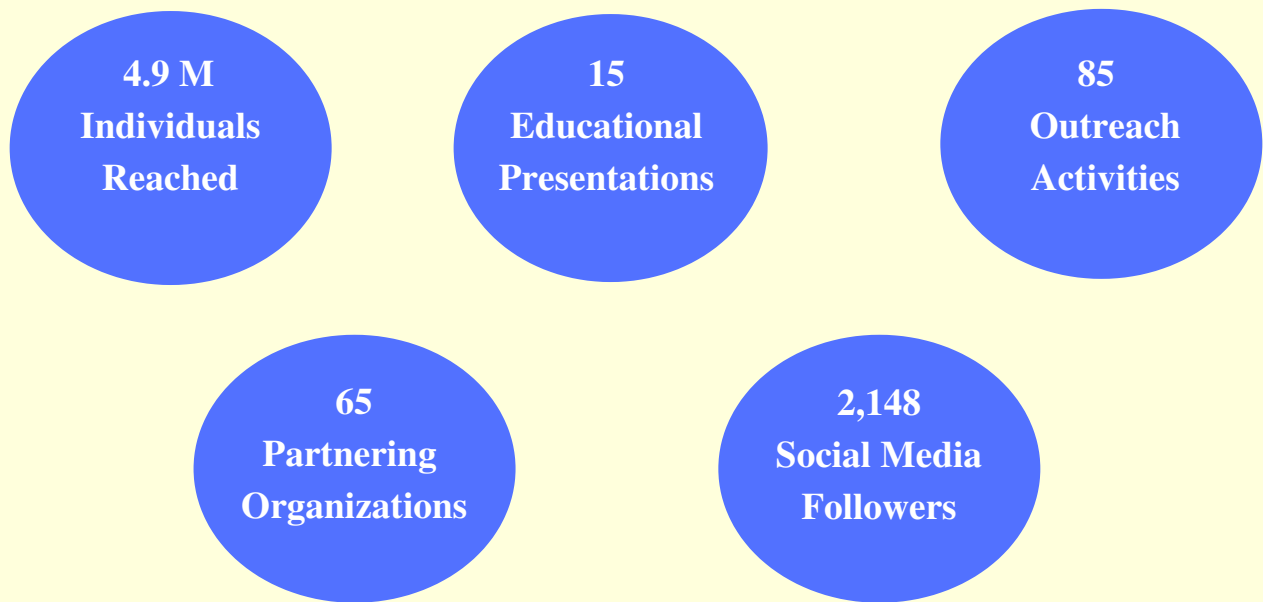 4.9 M
Individuals
Reached
15
Educational
Presentations
85
Outreach
Activities
65
Partnering
Organizations
2,148
Social Media
Followers